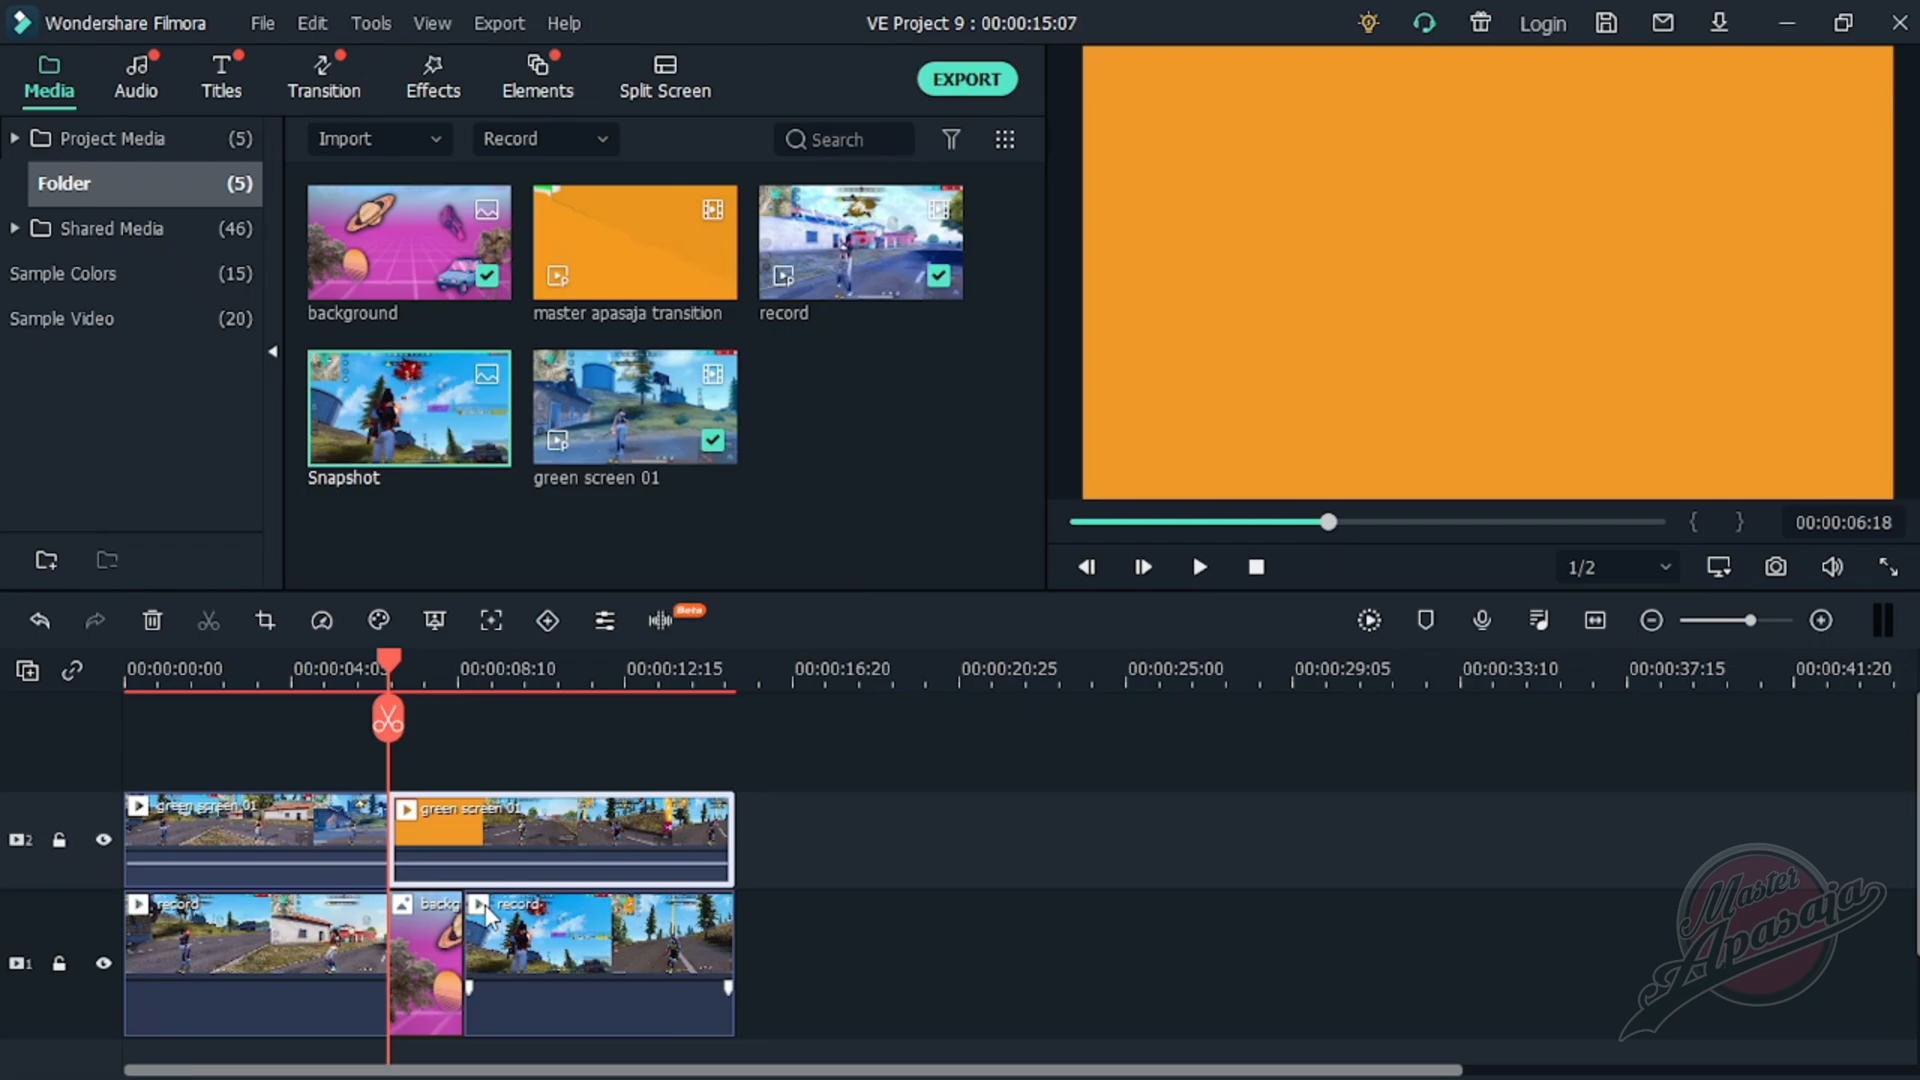 Wondershare Filmora
File
Edit
Tools
View
Export
Help
VE Project 9 : 00:00:15:07
Login
Media
Audio
Titles
Transition
Effects
Elements
Split Screen
EXPORT
Project Media (5)
Folder (5)
Shared Media (46)
Sample Colors (15)
Sample Video (20)
Import
Record
Search
background
master apasaja transition
record
Snapshot
green screen 01
00:00:06:18
1/2
Beta
00:00:00:00
00:00:08:10
00:00:12:15
00:00:16:20
00:00:20:25
00:00:25:00
00:00:29:05
00:00:33:10
00:00:37:15
00:00:41:20
green screen 01
green screen 01
2
record
backg
record
1
Master
Apasaja